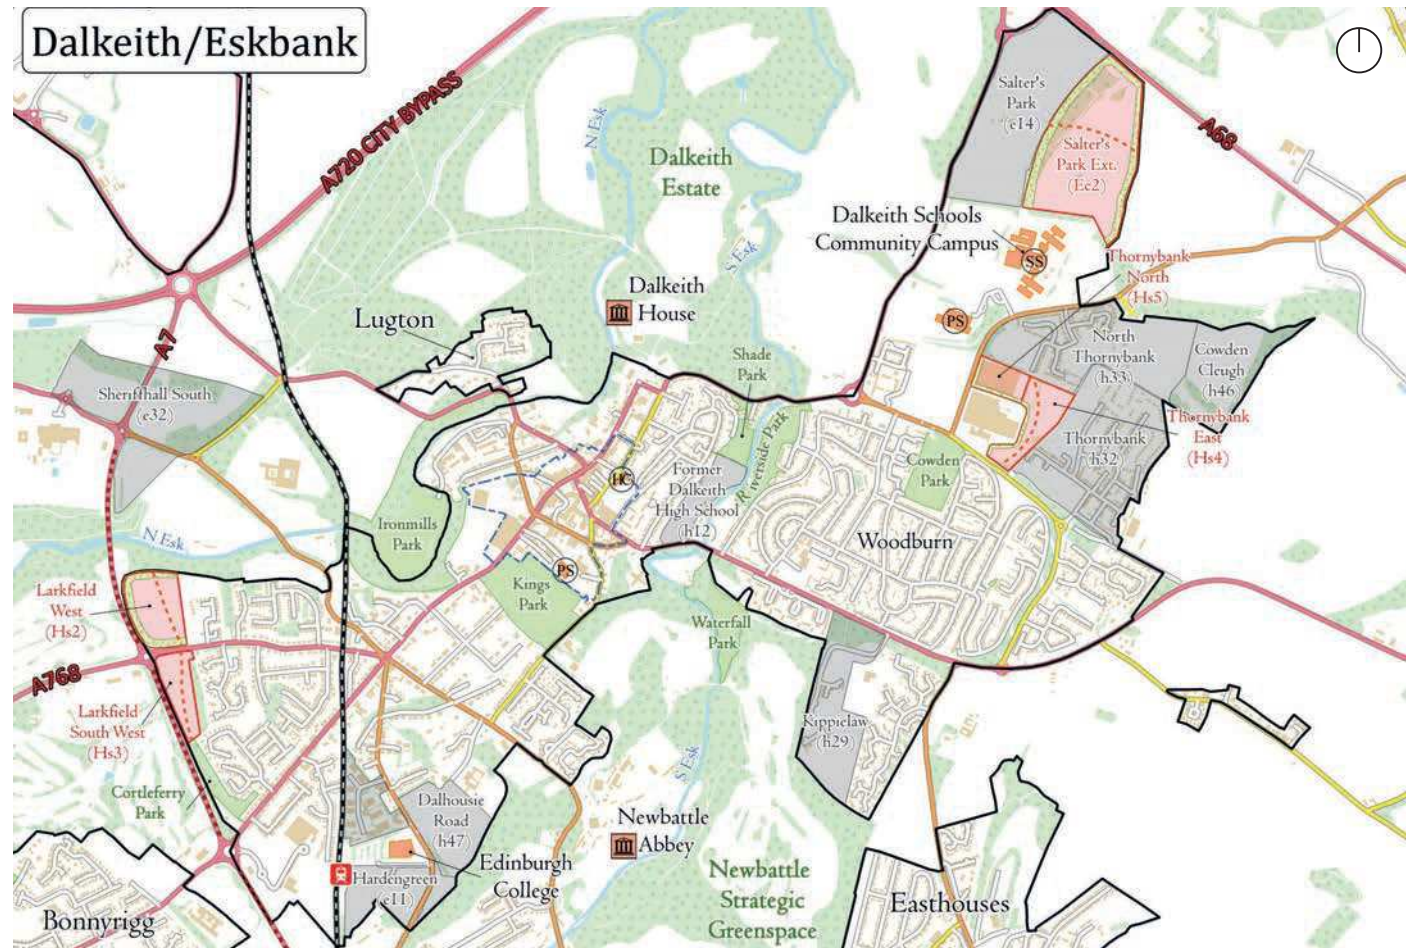 Dalkeith/Eskbank
A720 CITY BYPASS
N Esk
Dalkeith
Estate
Salter's
Park
(e14)
Salter's
Park Ext.
(Ec2)
A68
Dalkeith Schools
Community Campus
SS
S Esk
Thornybank
North
(Hs5)
Dalkeith
House
PS
Lugton
A7
Shade
Park
North
Thornybank
(h33)
Cowden
Cleugh
(h46)
Sheriffhall South
(e32)
Thornybank
East
(Hs4)
Thornybank
(h32)
Riverside Park
Cowden
Park
HC
Former
Dalkeith
High School
(h12)
Ironmills
Park
N Esk
Woodburn
PS
Kings
Park
Larkfield
West
(Hs2)
Waterfall
Park
A768
Larkfield
South West
(Hs3)
Kippielaw
(h29)
S Esk
Cortleferry
Park
Dalhousie
Road
(h47)
Newbattle
Abbey
Edinburgh
College
Hardengreen
(e11)
Newbattle
Strategic
Greenspace
Easthouses
Bonnyrigg